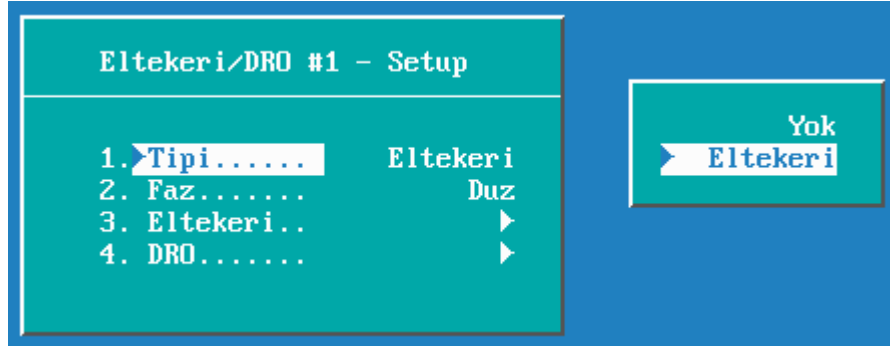 Eltekeri/DRO #1 - Setup
1. Tipi...... Eltekeri
2. Faz....... Duz
3. Eltekeri..
4. DRO.......
Yok
Eltekeri